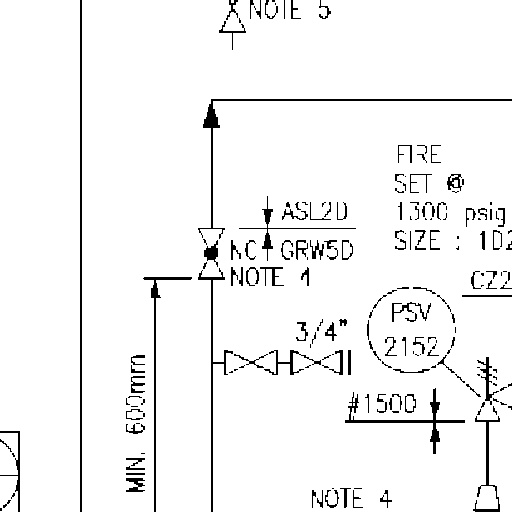 NOTE 5
FIRE
SET @
1300 psig
SIZE : 1D2
ASL2D
NC GRW5D
NOTE 4
CZ2
PSV
2152
3/4"
MIN. 600mm
#1500
NOTE 4